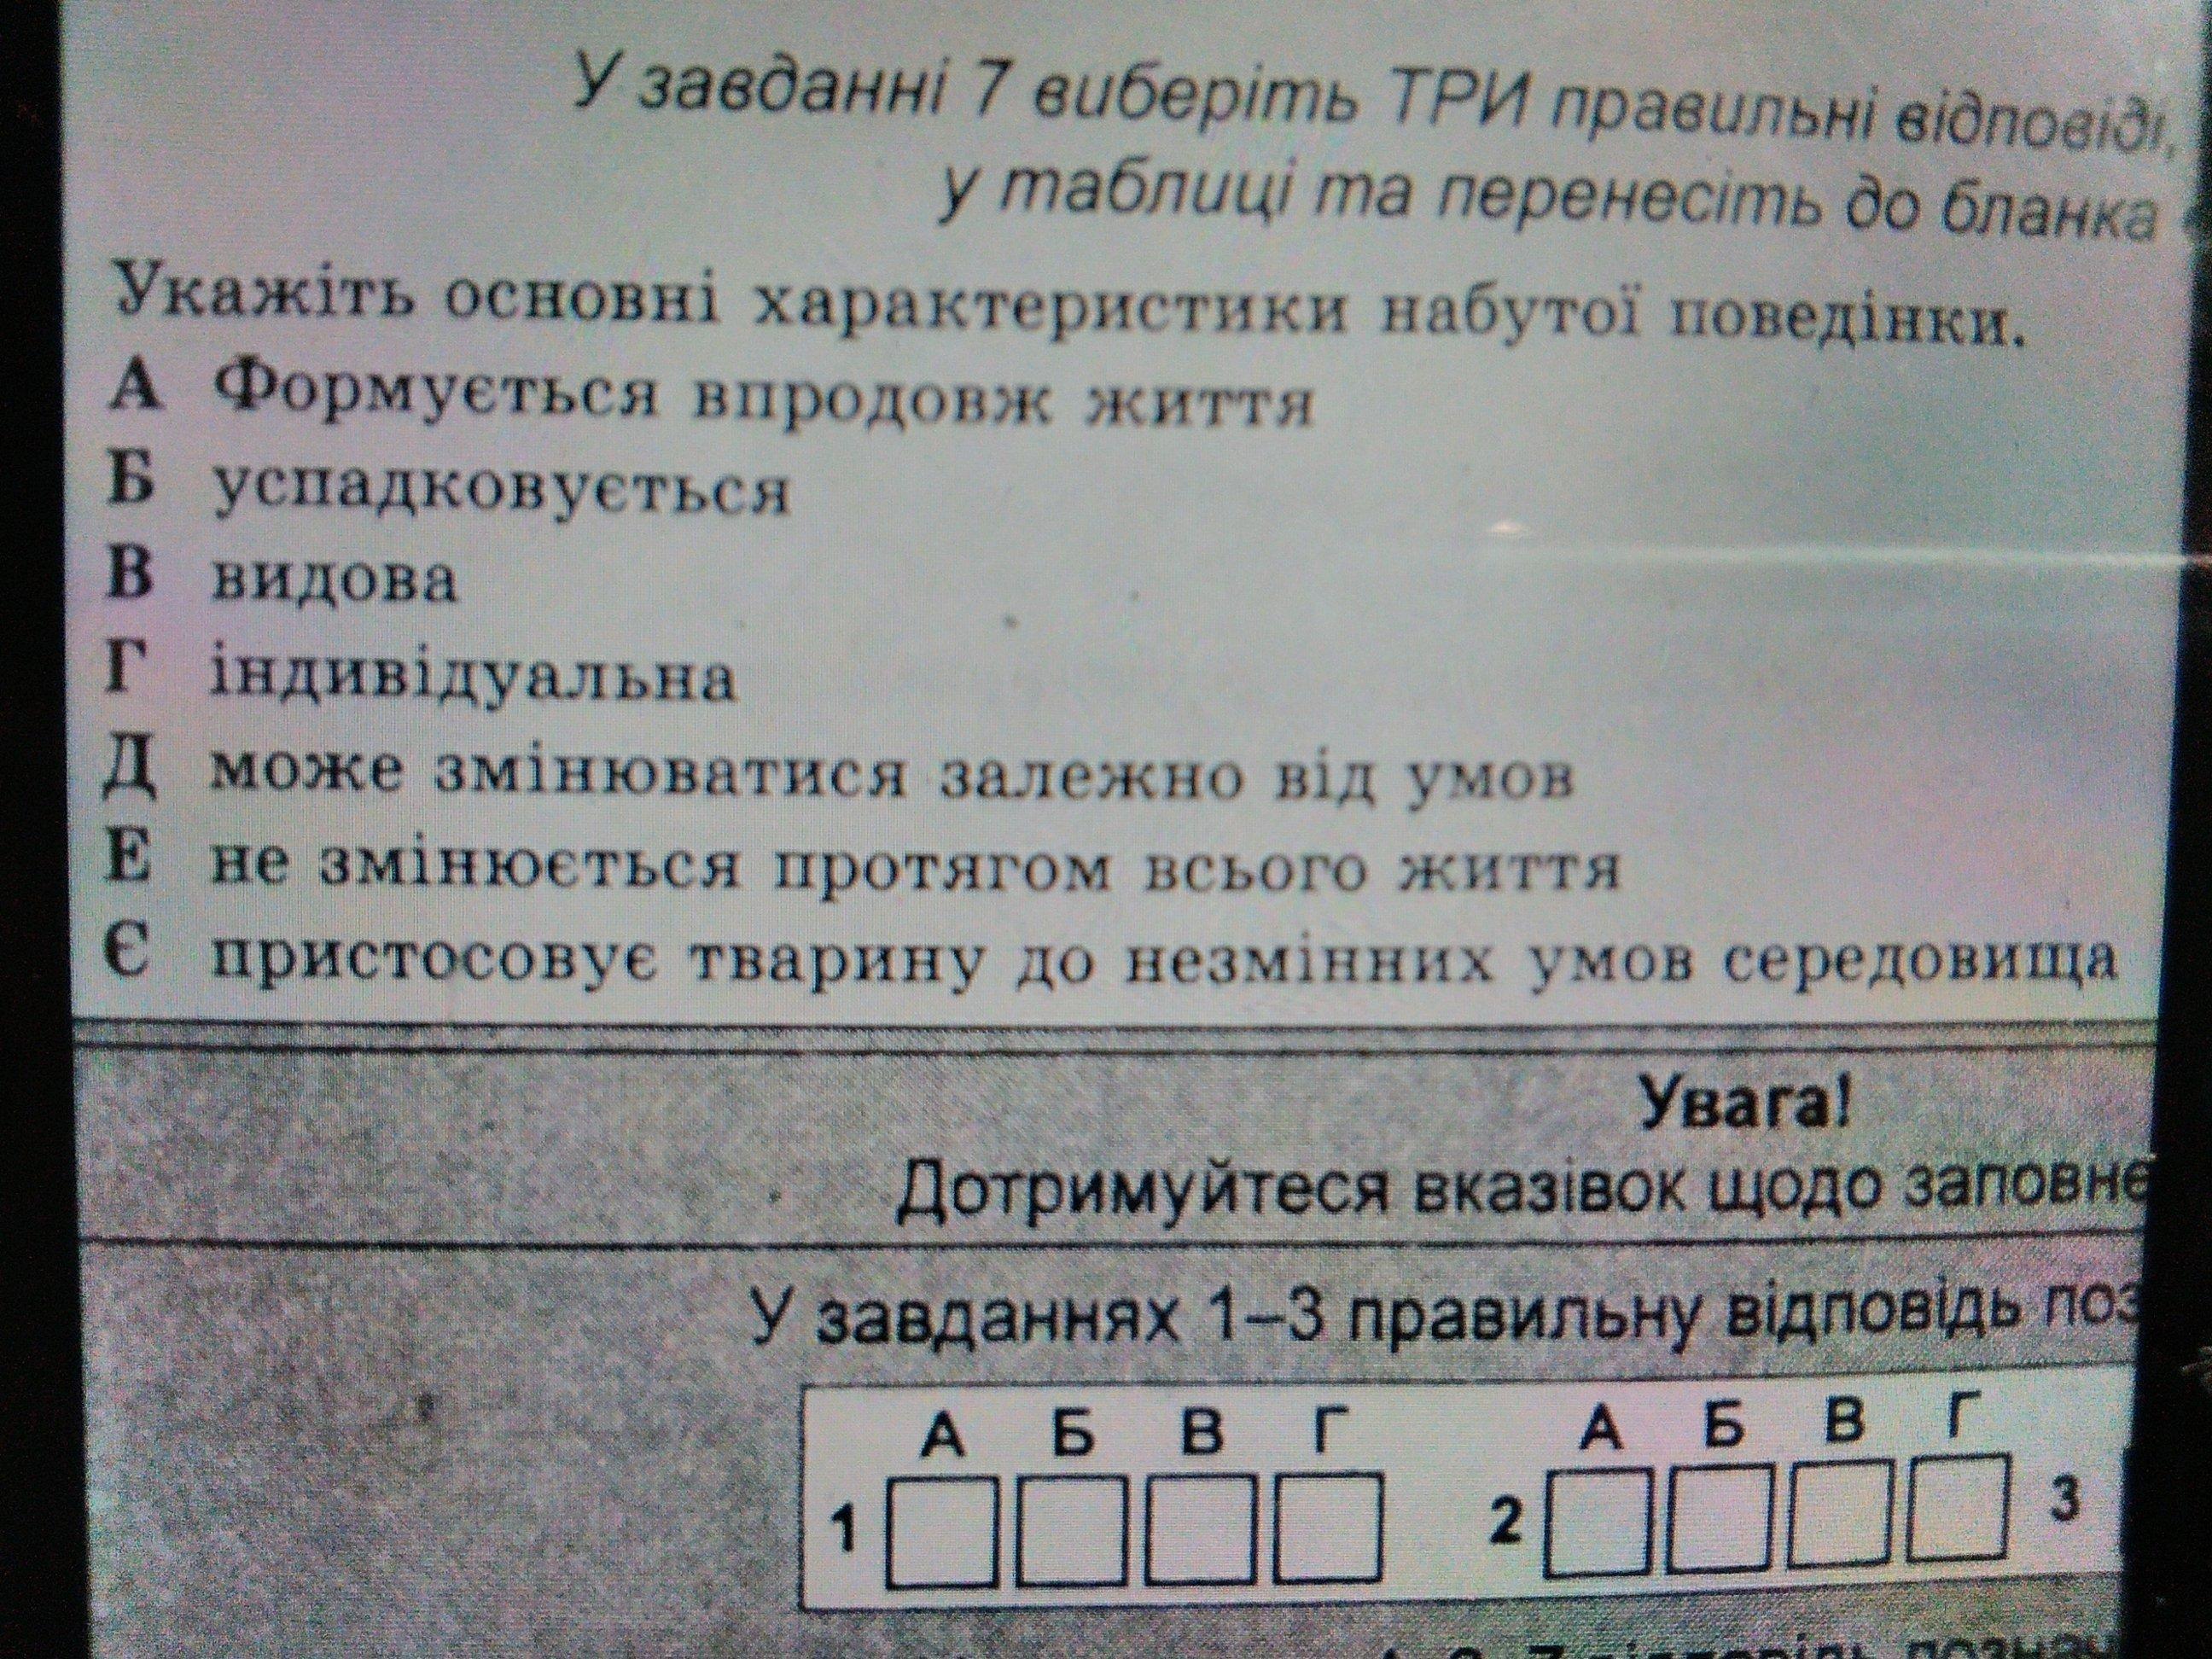 У завданні 7 виберіть ТРИ правильні відповіді,
у таблиці та перенесіть до бланка
Укажіть основні характеристики набутої поведінки.
А Формується впродовж життя
Б успадковується
В видова
Г індивідуальна
Д може змінюватися залежно від умов
Е не змінюється протягом всього життя
Є пристосовує тварину до незмінних умов середовища
Увага!
Дотримуйтеся вказівок щодо заповне
У завданнях 1–3 правильну відповідь поз
А Б В Г А Б В Г
1 2 3